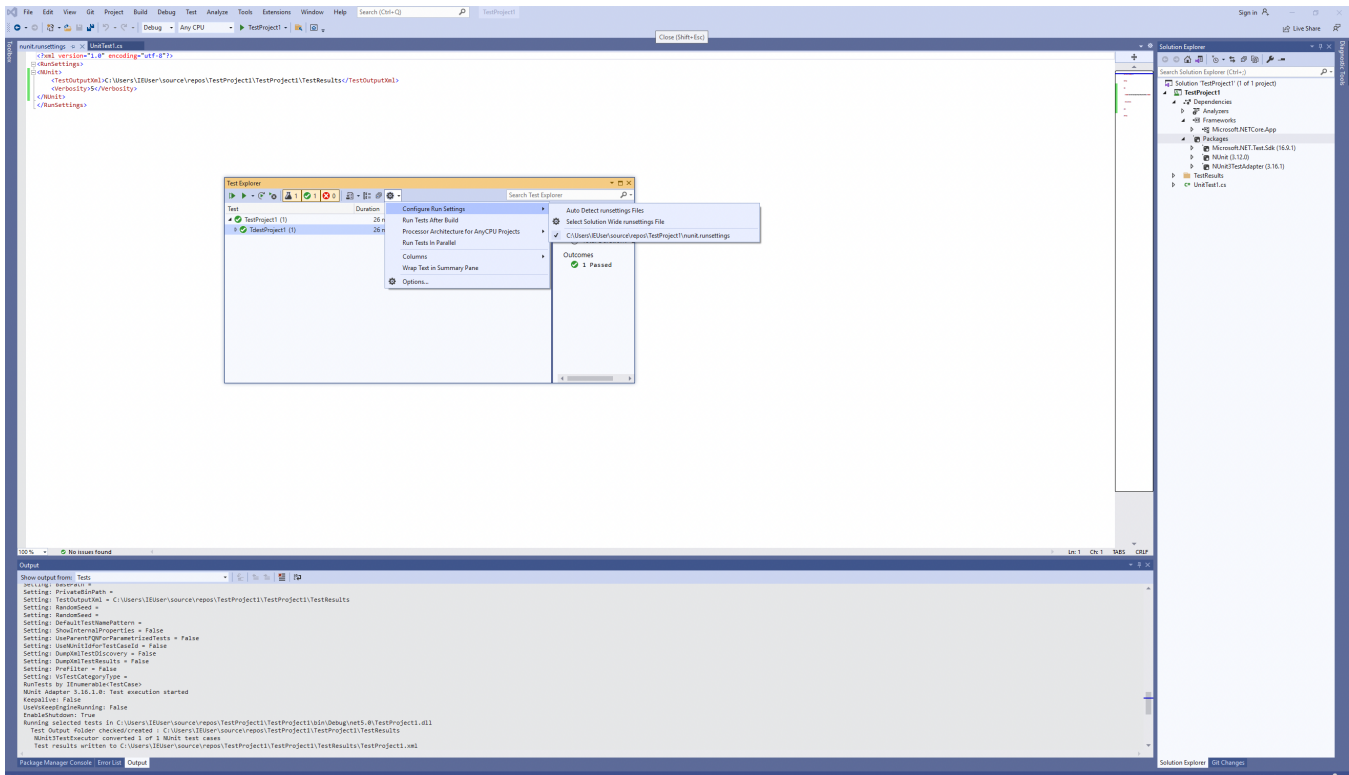 File Edit View Git Project Build Debug Test Analyze Tools Extensions Window Help Search (Ctrl+Q) TestProject1 Sign in
Debug Any CPU TestProject1 Live Share
Close (Shift+Esc)
Toolbox
nunit.runsettings UnitTest1.cs
<?xml version="1.0" encoding="utf-8"?>
<RunSettings>
<NUnit>
<TestOutputXml>C:\Users\IEUser\source\repos\TestProject1\TestProject1\TestResults</TestOutputXml>
<Verbosity>5</Verbosity>
</NUnit>
</RunSettings>
Test Explorer
1 1 0 Search Test Explorer
Test Duration
TestProject1 (1) 26
TdestProject1 (1) 26
Configure Run Settings
Run Tests After Build
Processor Architecture for AnyCPU Projects
Run Tests In Parallel
Columns
Wrap Text in Summary Pane
Options...
Auto Detect runsettings Files
Select Solution Wide runsettings File
C:\Users\IEUser\source\repos\TestProject1\nunit.runsettings
Outcomes
1 Passed
100 % No issues found Ln: 1 Ch: 1 TABS CRLF
Output
Show output from: Tests
Setting: BasePath =
Setting: PrivateBinPath =
Setting: TestOutputXml = C:\Users\IEUser\source\repos\TestProject1\TestProject1\TestResults
Setting: RandomSeed =
Setting: RandomSeed =
Setting: DefaultTestNamePattern =
Setting: ShowInternalProperties = False
Setting: UseParentFQNForParametrizedTests = False
Setting: UseNUnitIdforTestCaseId = False
Setting: DumpXmlTestDiscovery = False
Setting: DumpXmlTestResults = False
Setting: PreFilter = False
Setting: VsTestCategoryType =
RunTests by IEnumerable<TestCase>
NUnit Adapter 3.16.1.0: Test execution started
Keepalive: False
UseVsKeepEngineRunning: False
EnableShutdown: True
Running selected tests in C:\Users\IEUser\source\repos\TestProject1\TestProject1\bin\Debug\net5.0\TestProject1.dll
Test Output folder checked/created : C:\Users\IEUser\source\repos\TestProject1\TestProject1\TestResults
NUnit3TestExecutor converted 1 of 1 NUnit test cases
Test results written to C:\Users\IEUser\source\repos\TestProject1\TestProject1\TestResults\TestProject1.xml
Package Manager Console Error List Output
Solution Explorer
Search Solution Explorer (Ctrl+;)
Solution 'TestProject1' (1 of 1 project)
TestProject1
Dependencies
Analyzers
Frameworks
Microsoft.NETCore.App
Packages
Microsoft.NET.Test.Sdk (16.9.1)
NUnit (3.12.0)
NUnit3TestAdapter (3.16.1)
TestResults
C# UnitTest1.cs
Solution Explorer Git Changes
Diagnostic Tools